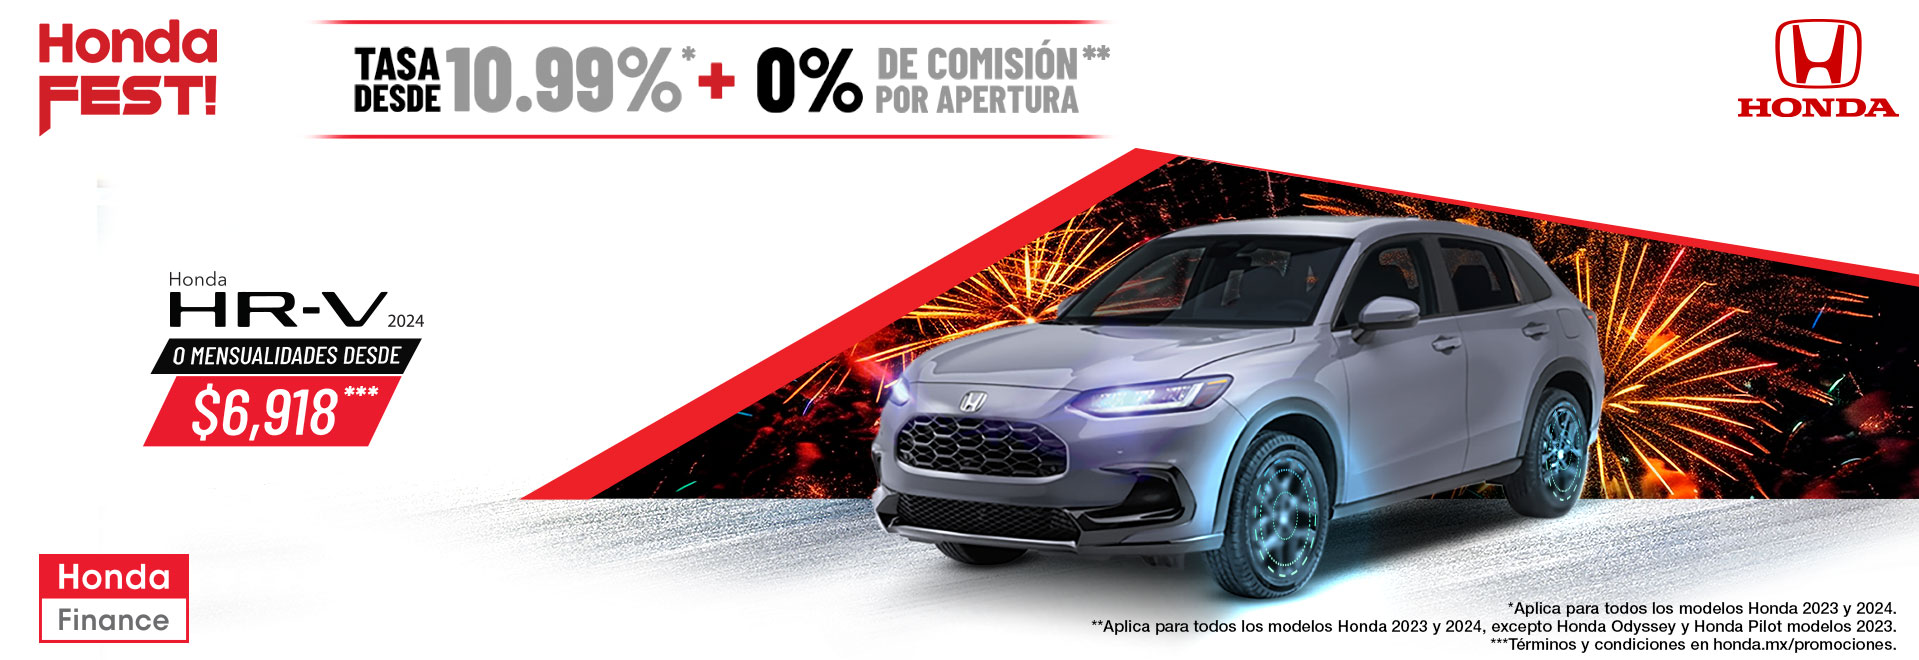 Honda
FEST!
TASA
DESDE
10.99%* + 0%
DE COMISIÓN**
POR APERTURA
HONDA
Honda
HR-V 2024
O MENSUALIDADES DESDE
$6,918***
Honda
Finance
*Aplica para todos los modelos Honda 2023 y 2024.
**Aplica para todos los modelos Honda 2023 y 2024, excepto Honda Odyssey y Honda Pilot modelos 2023.
***Términos y condiciones en honda.mx/promociones.